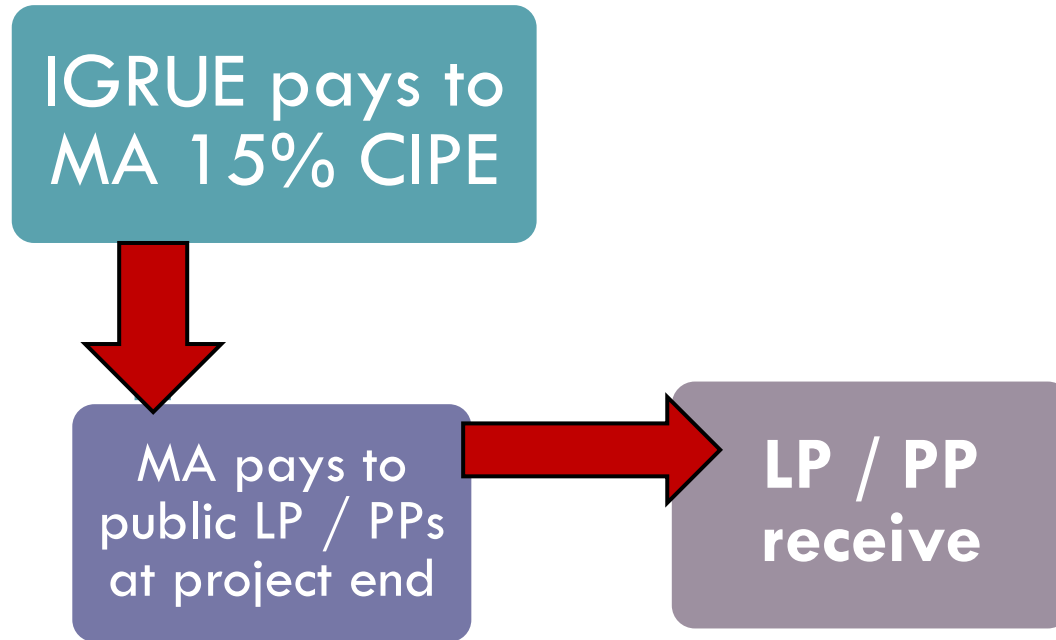 IGRUE pays to
MA 15% CIPE
MA pays to
public LP / PPs
at project end
LP / PP
receive